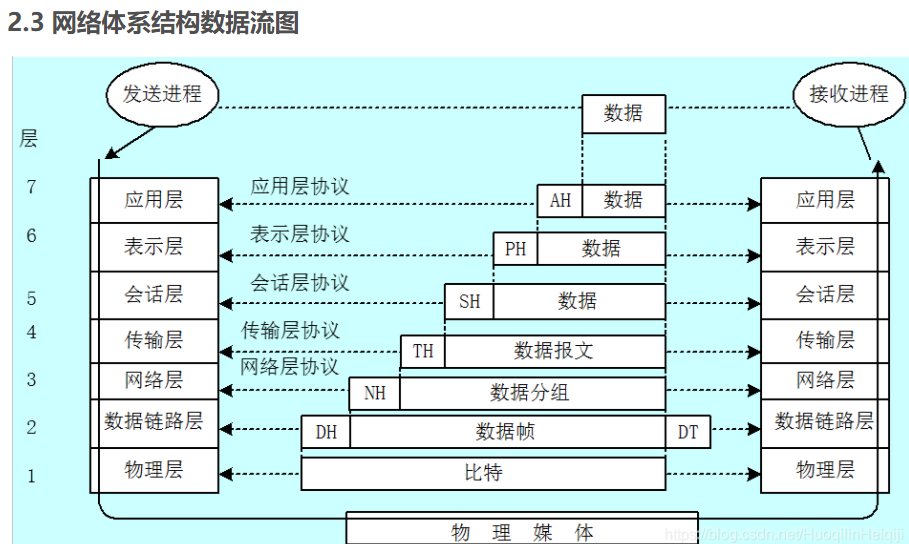 2.3 网络体系结构数据流图
发送进程
数据
接收进程
层
7 应用层 应用层协议 AH 数据 应用层
6 表示层 表示层协议 PH 数据 表示层
5 会话层 会话层协议 SH 数据 会话层
4 传输层 传输层协议 TH 数据报文 传输层
3 网络层 网络层协议 NH 数据分组 网络层
2 数据链路层 DH 数据帧 DT 数据链路层
1 物理层 比特 物理层
物 理 媒 体